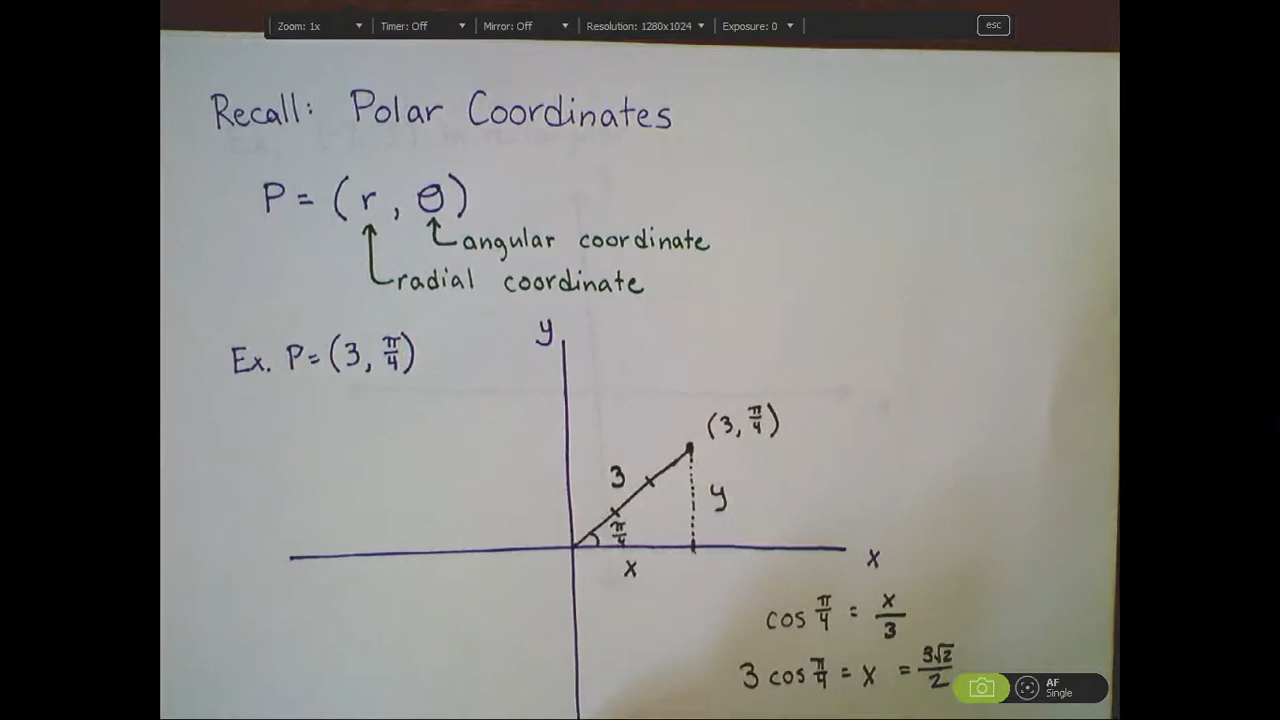 Zoom: 1x Timer: Off Mirror: Off Resolution: 1280x1024 Exposure: 0 esc
Recall: Polar Coordinates
P = (r, θ)
angular coordinate
radial coordinate
Ex. P = (3, π/4)
y
(3, π/4)
3
y
π/4
x
x
cos π/4 = x/3
3 cos π/4 = x = 3√2/2
AF
Single